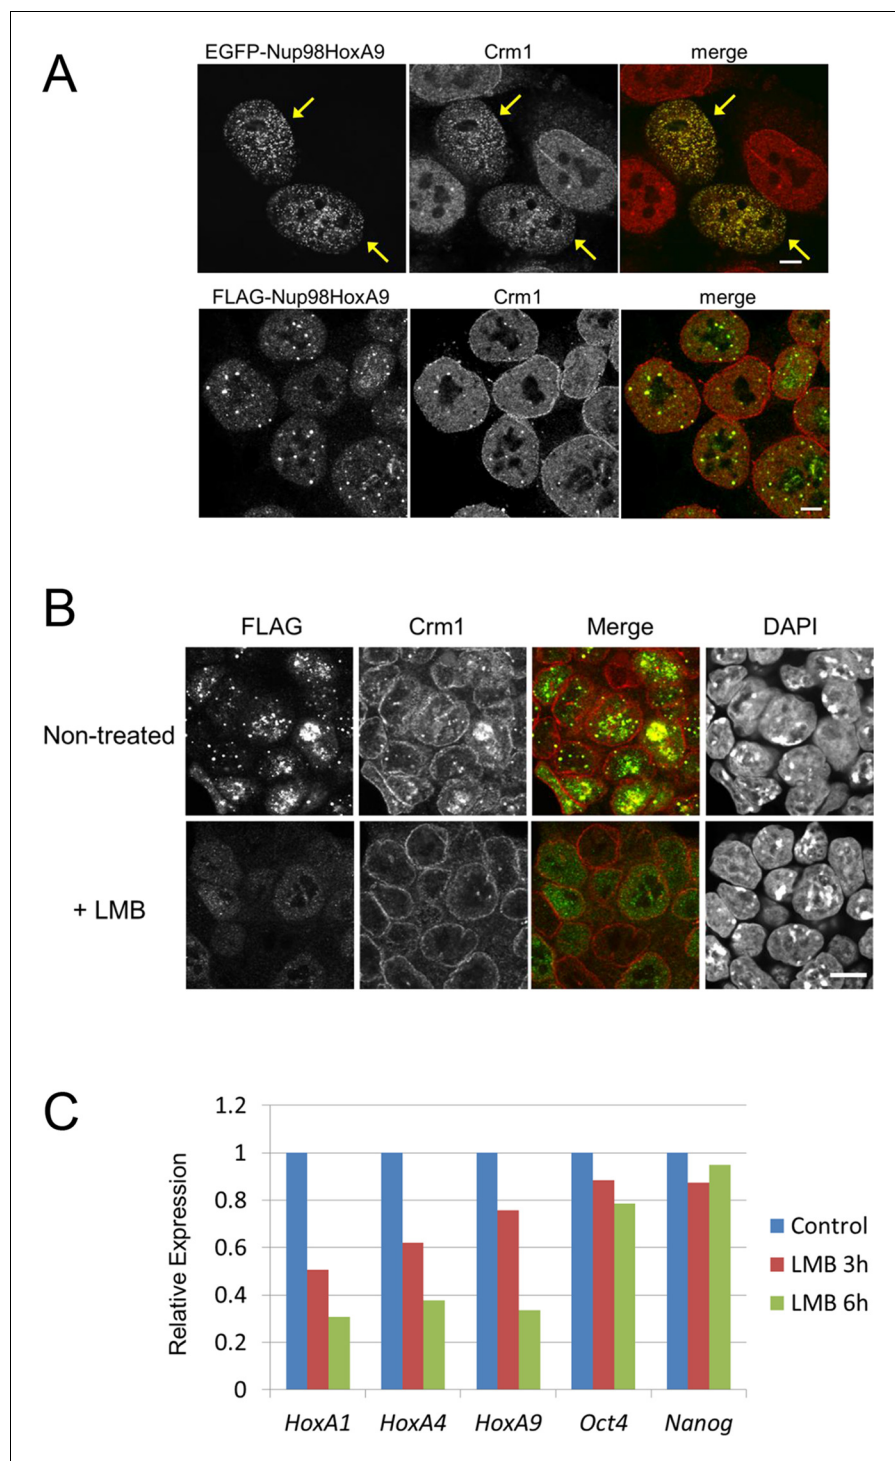 A
EGFP-Nup98HoxA9 Crm1 merge
FLAG-Nup98HoxA9 Crm1 merge
B
FLAG Crm1 Merge DAPI
Non-treated
+ LMB
C
Relative Expression
1.2
1
0.8
0.6
0.4
0.2
0
HoxA1 HoxA4 HoxA9 Oct4 Nanog
Control
LMB 3h
LMB 6h